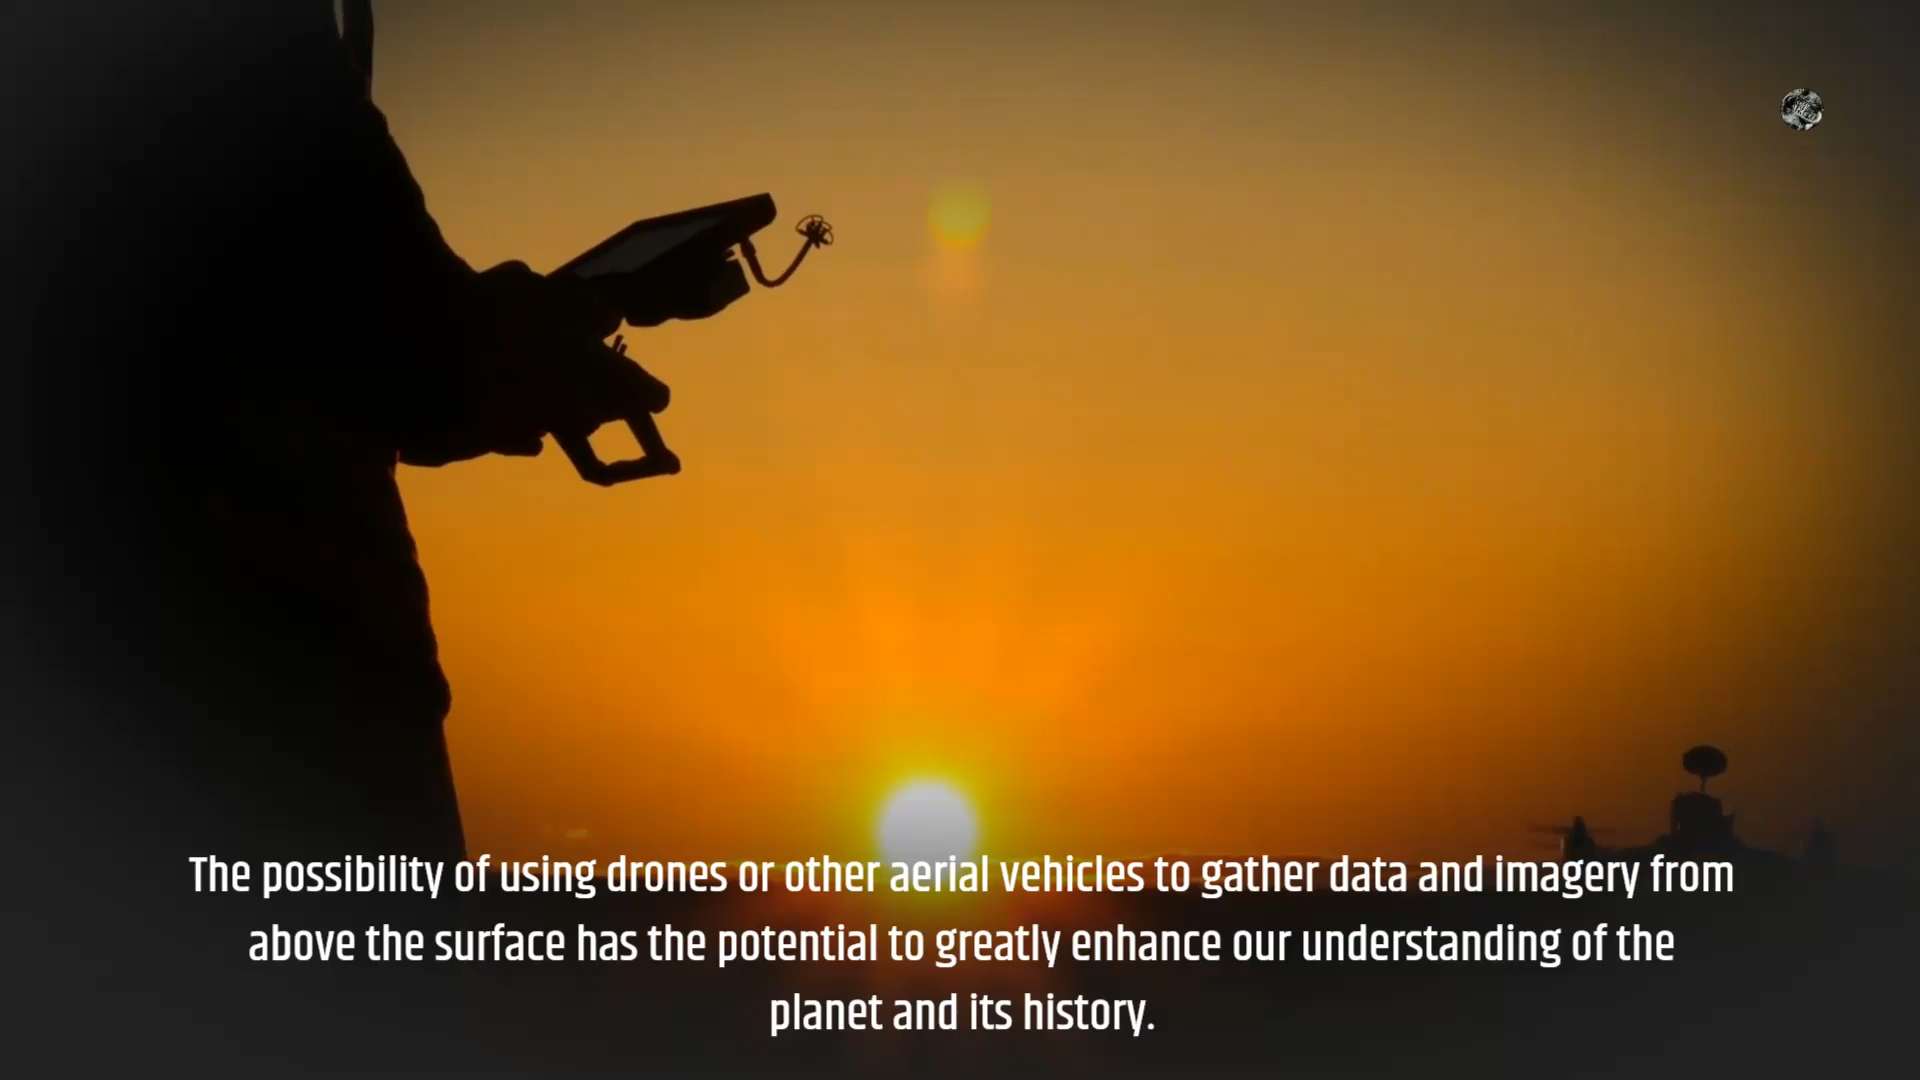 The possibility of using drones or other aerial vehicles to gather data and imagery from
above the surface has the potential to greatly enhance our understanding of the
planet and its history.